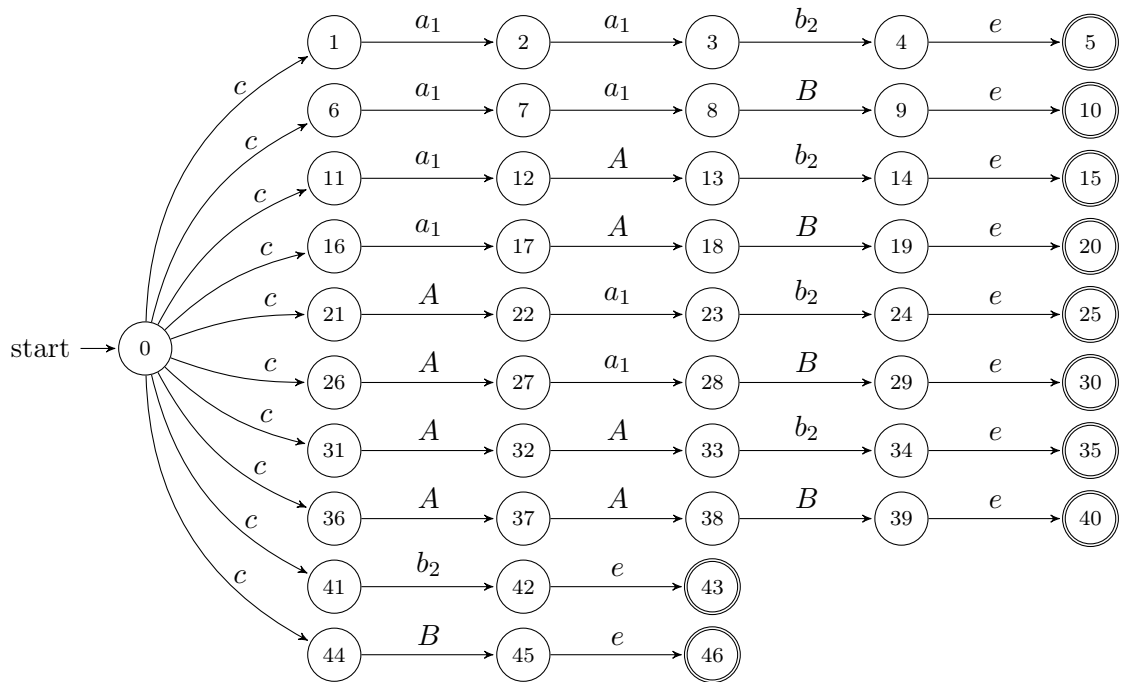 c 1 a₁ 2 a₁ 3 b₂ 4 e 5
c 6 a₁ 7 a₁ 8 B 9 e 10
c 11 a₁ 12 A 13 b₂ 14 e 15
c 16 a₁ 17 A 18 B 19 e 20
c 21 A 22 a₁ 23 b₂ 24 e 25
start 0
c 26 A 27 a₁ 28 B 29 e 30
c 31 A 32 A 33 b₂ 34 e 35
c 36 A 37 A 38 B 39 e 40
c 41 b₂ 42 e 43
c 44 B 45 e 46